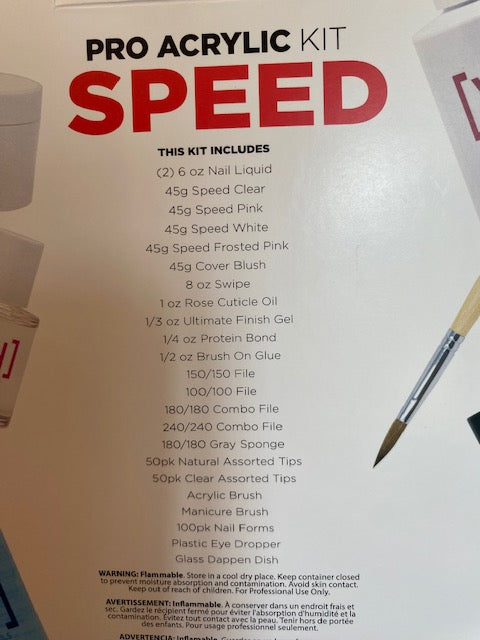 PRO ACRYLIC KIT
SPEED
THIS KIT INCLUDES
(2) 6 oz Nail Liquid
45g Speed Clear
45g Speed Pink
45g Speed White
45g Speed Frosted Pink
45g Cover Blush
8 oz Swipe
1 oz Rose Cuticle Oil
1/3 oz Ultimate Finish Gel
1/4 oz Protein Bond
1/2 oz Brush On Glue
150/150 File
100/100 File
180/180 Combo File
240/240 Combo File
180/180 Gray Sponge
50pk Natural Assorted Tips
50pk Clear Assorted Tips
Acrylic Brush
Manicure Brush
100pk Nail Forms
Plastic Eye Dropper
Glass Dappen Dish
WARNING: Flammable. Store in a cool dry place. Keep container closed
to prevent moisture absorption and contamination. Avoid skin contact.
Keep out of reach of children. For Professional Use Only.
AVERTISSEMENT: Inflammable. À conserver dans un endroit frais et
sec. Gardez le récipient fermé pour éviter l'absorption d'humidité et la
contamination. Évitez tout contact avec la peau. Tenir hors de portée
des enfants. Pour usage professionnel seulement.
ADVERTENCIA: Inflamable.